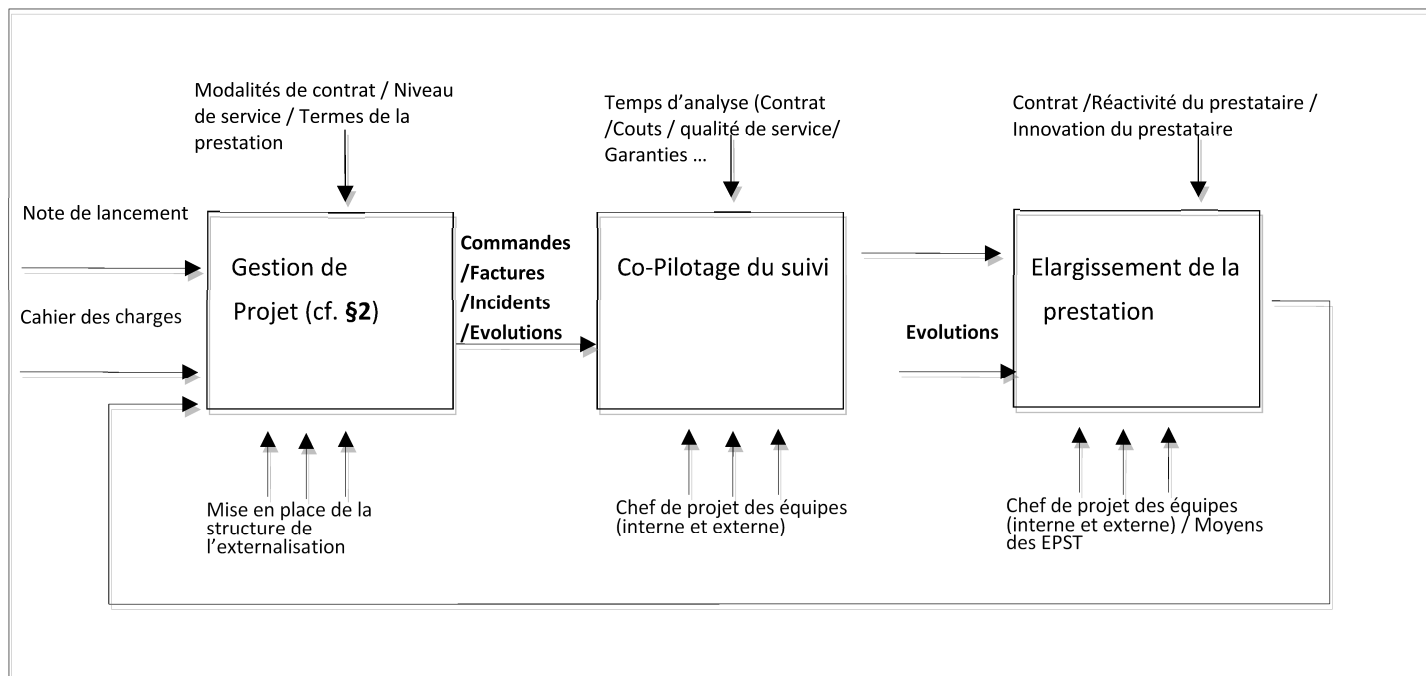 Modalités de contrat / Niveau
de service / Termes de la
prestation
Temps d’analyse (Contrat
/Couts / qualité de service/
Garanties ...
Contrat /Réactivité du prestataire /
Innovation du prestataire
Note de lancement
Cahier des charges
Gestion de
Projet (cf. §2)
Commandes
/Factures
/Incidents
/Evolutions
Co-Pilotage du suivi
Evolutions
Elargissement de la
prestation
Mise en place de la
structure de
l’externalisation
Chef de projet des équipes
(interne et externe)
Chef de projet des équipes
(interne et externe) / Moyens
des EPST